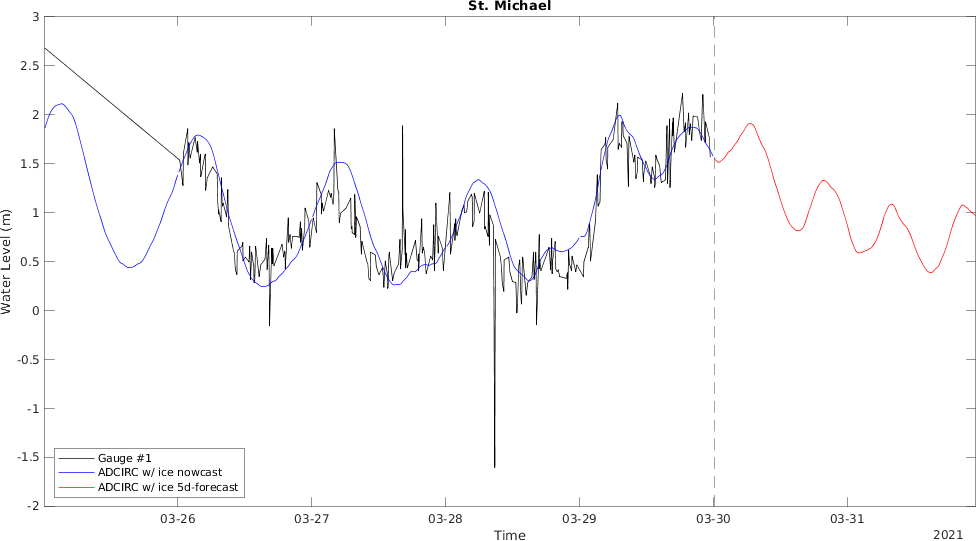 St. Michael
3
2.5
2
1.5
1
0.5
0
-0.5
-1
-1.5
-2
Water Level (m)
Gauge #1
ADCIRC w/ ice nowcast
ADCIRC w/ ice 5d-forecast
03-26 03-27 03-28 03-29 03-30 03-31
Time
2021